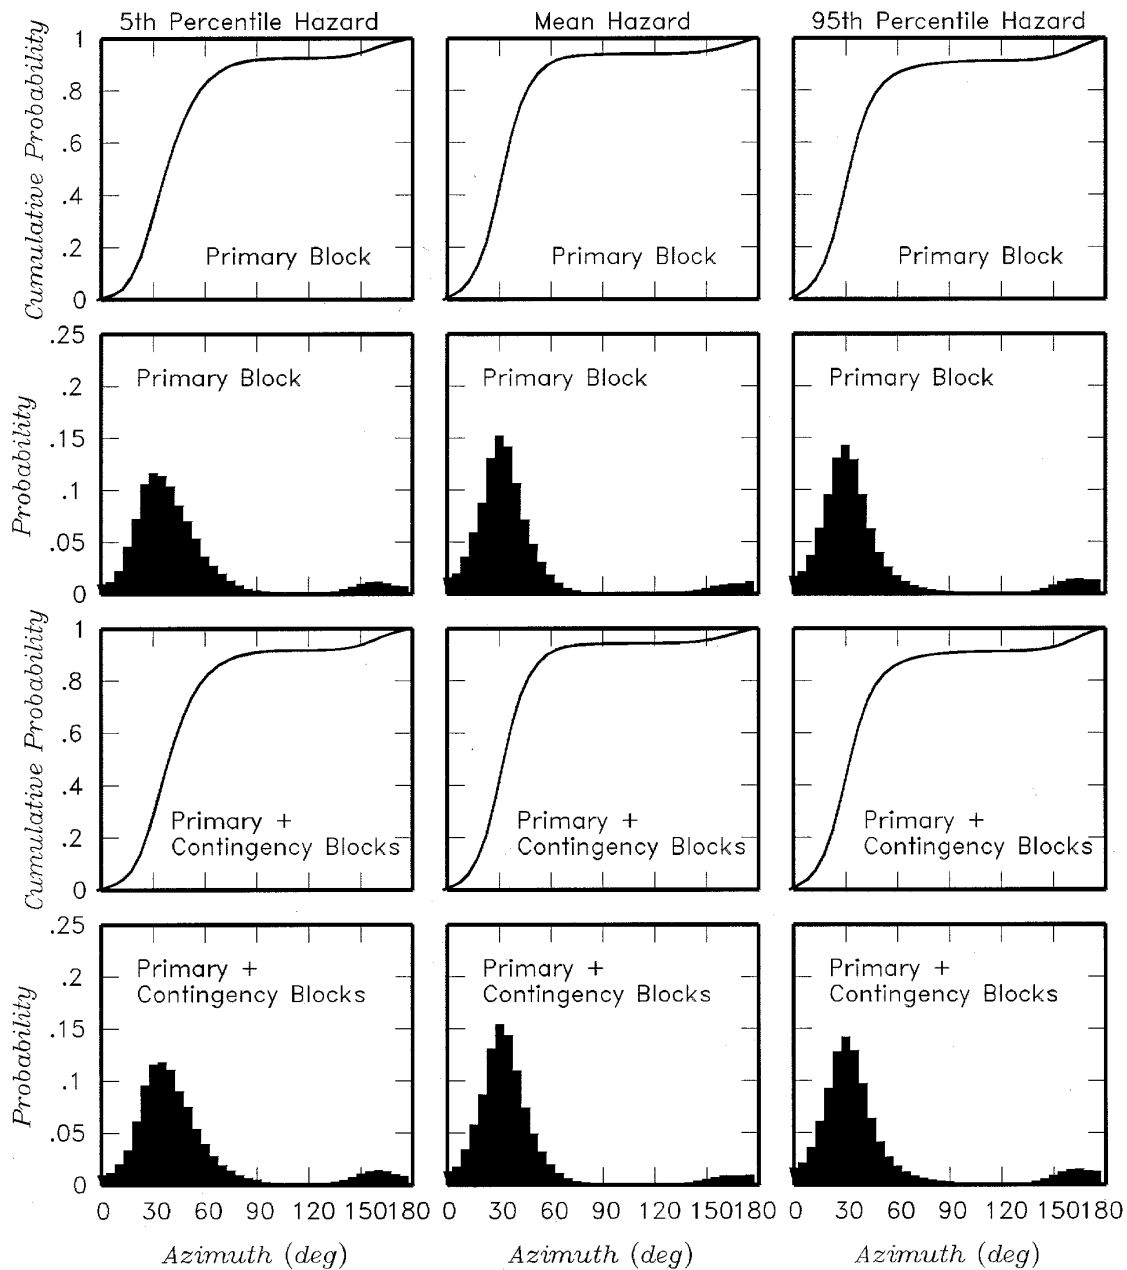 5th Percentile Hazard
Mean Hazard
95th Percentile Hazard
Cumulative Probability
1
.8
.6
.4
.2
0
Primary Block
Primary Block
Primary Block
Probability
.25
.2
.15
.1
.05
0
Primary Block
Primary Block
Primary Block
Cumulative Probability
1
.8
.6
.4
.2
0
Primary +
Contingency Blocks
Primary +
Contingency Blocks
Primary +
Contingency Blocks
Probability
.25
.2
.15
.1
.05
0
Primary +
Contingency Blocks
Primary +
Contingency Blocks
Primary +
Contingency Blocks
0 30 60 90 120 150180
0 30 60 90 120 150180
0 30 60 90 120 150180
Azimuth (deg)
Azimuth (deg)
Azimuth (deg)